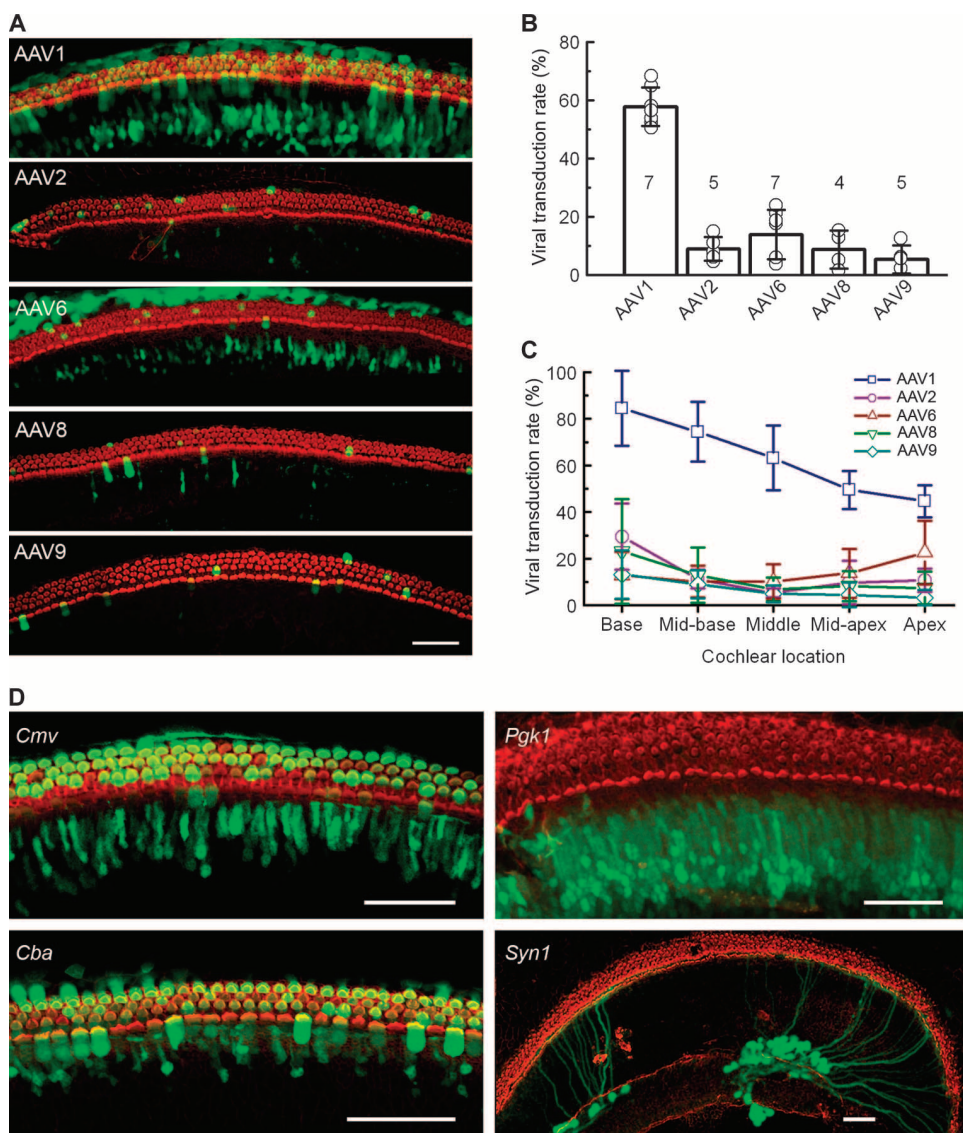 A
AAV1
AAV2
AAV6
AAV8
AAV9
B
Viral transduction rate (%)
80
60
40
20
0
7
5
7
4
5
AAV1
AAV2
AAV6
AAV8
AAV9
C
Viral transduction rate (%)
100
80
60
40
20
0
AAV1
AAV2
AAV6
AAV8
AAV9
Base
Mid-base
Middle
Mid-apex
Apex
Cochlear location
D
Cmv
Pgk1
Cba
Syn1